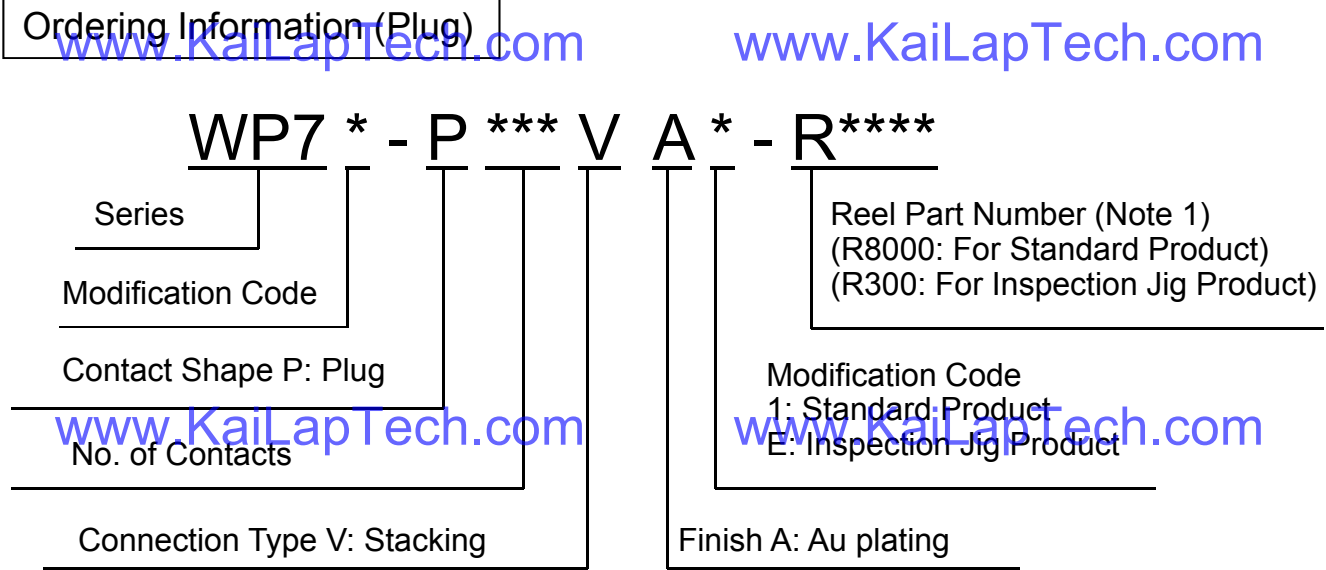 Ordering Information (Plug)
www.KaiLapTech.com
www.KaiLapTech.com
WP7 * - P *** V A * - R****
Series
Reel Part Number (Note 1)
(R8000: For Standard Product)
(R300: For Inspection Jig Product)
Modification Code
Contact Shape P: Plug
Modification Code
1: Standard Product
E: Inspection Jig Product
www.KaiLapTech.com
www.KaiLapTech.com
No. of Contacts
Connection Type V: Stacking
Finish A: Au plating